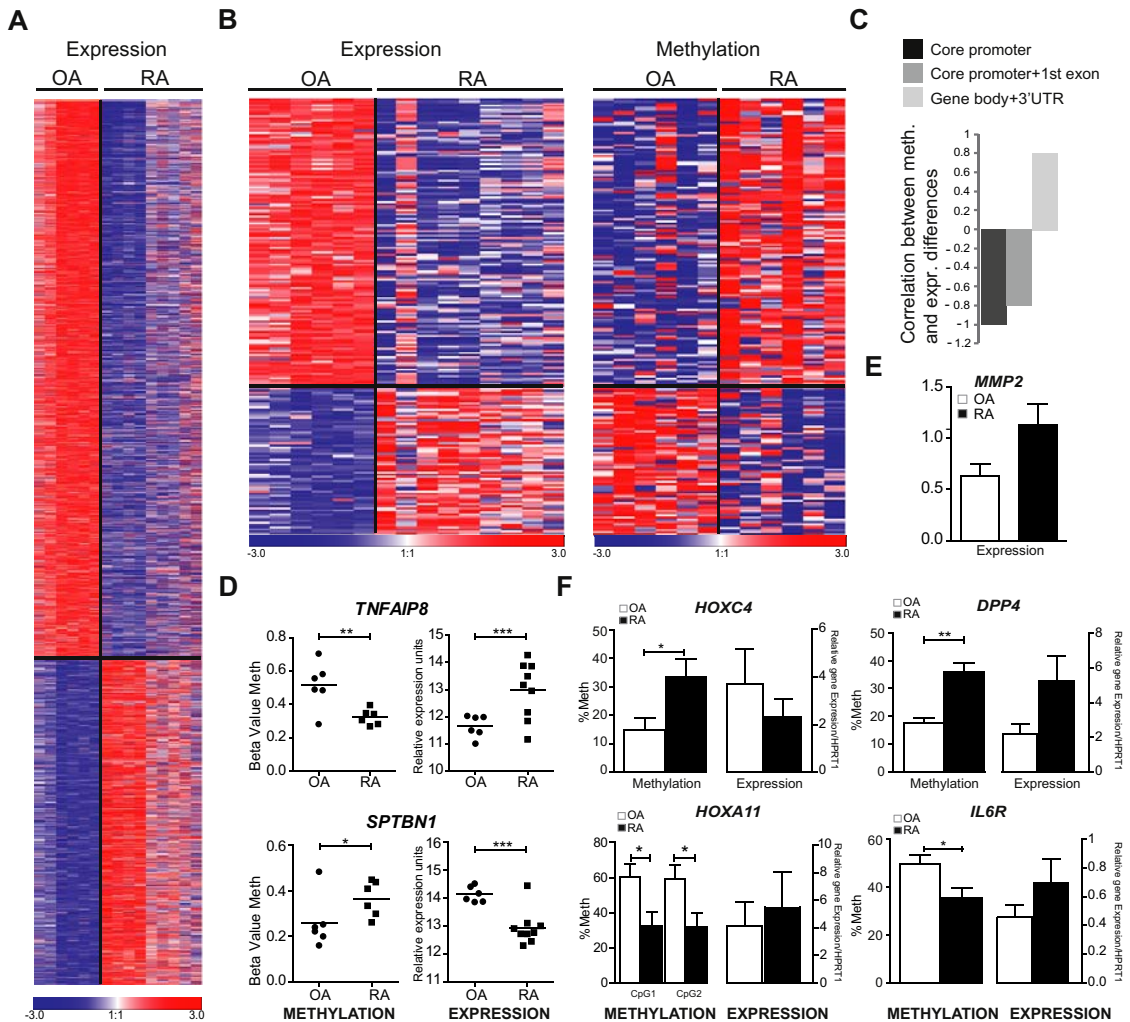 A
Expression
OA
RA
-3.0
1:1
3.0
B
Expression
OA
RA
Methylation
OA
RA
-3.0
1:1
3.0
-3.0
1:1
3.0
C
Core promoter
Core promoter+1st exon
Gene body+3'UTR
Correlation between meth.
and expr. differences
1
0.8
0.6
0.4
0.2
0
- 0.2
- 0.4
- 0.6
- 0.8
- 1
- 1.2
E
MMP2
OA
RA
1.5
1.0
0.5
0.0
Expression
D
TNFAIP8
Beta Value Meth
0.8
0.6
0.4
0.2
0.0
**
OA
RA
Relative expression units
15
14
13
12
11
10
***
OA
RA
SPTBN1
Beta Value Meth
0.6
0.4
0.2
0.0
*
OA
RA
Relative expression units
16
15
14
13
12
11
***
OA
RA
METHYLATION
EXPRESSION
F
HOXC4
OA
RA
% Meth
50
40
30
20
10
0
*
Methylation
Expression
6
4
2
0
Relative gene Expresion/HPRT1
DPP4
OA
RA
%Meth
50
40
30
20
10
0
**
Methylation
Expression
8
6
4
2
0
Relative gene Expresion/HPRT1
HOXA11
OA
RA
% Meth
80
60
40
20
0
*
*
CpG1
CpG2
10
8
6
4
2
0
Relative gene Expresion/HPRT1
METHYLATION
EXPRESSION
IL6R
OA
RA
% Meth
60
40
20
0
*
1
0.8
0.6
0.4
0.2
0.0
Relative gene Expresion/HPRT1
METHYLATION
EXPRESSION